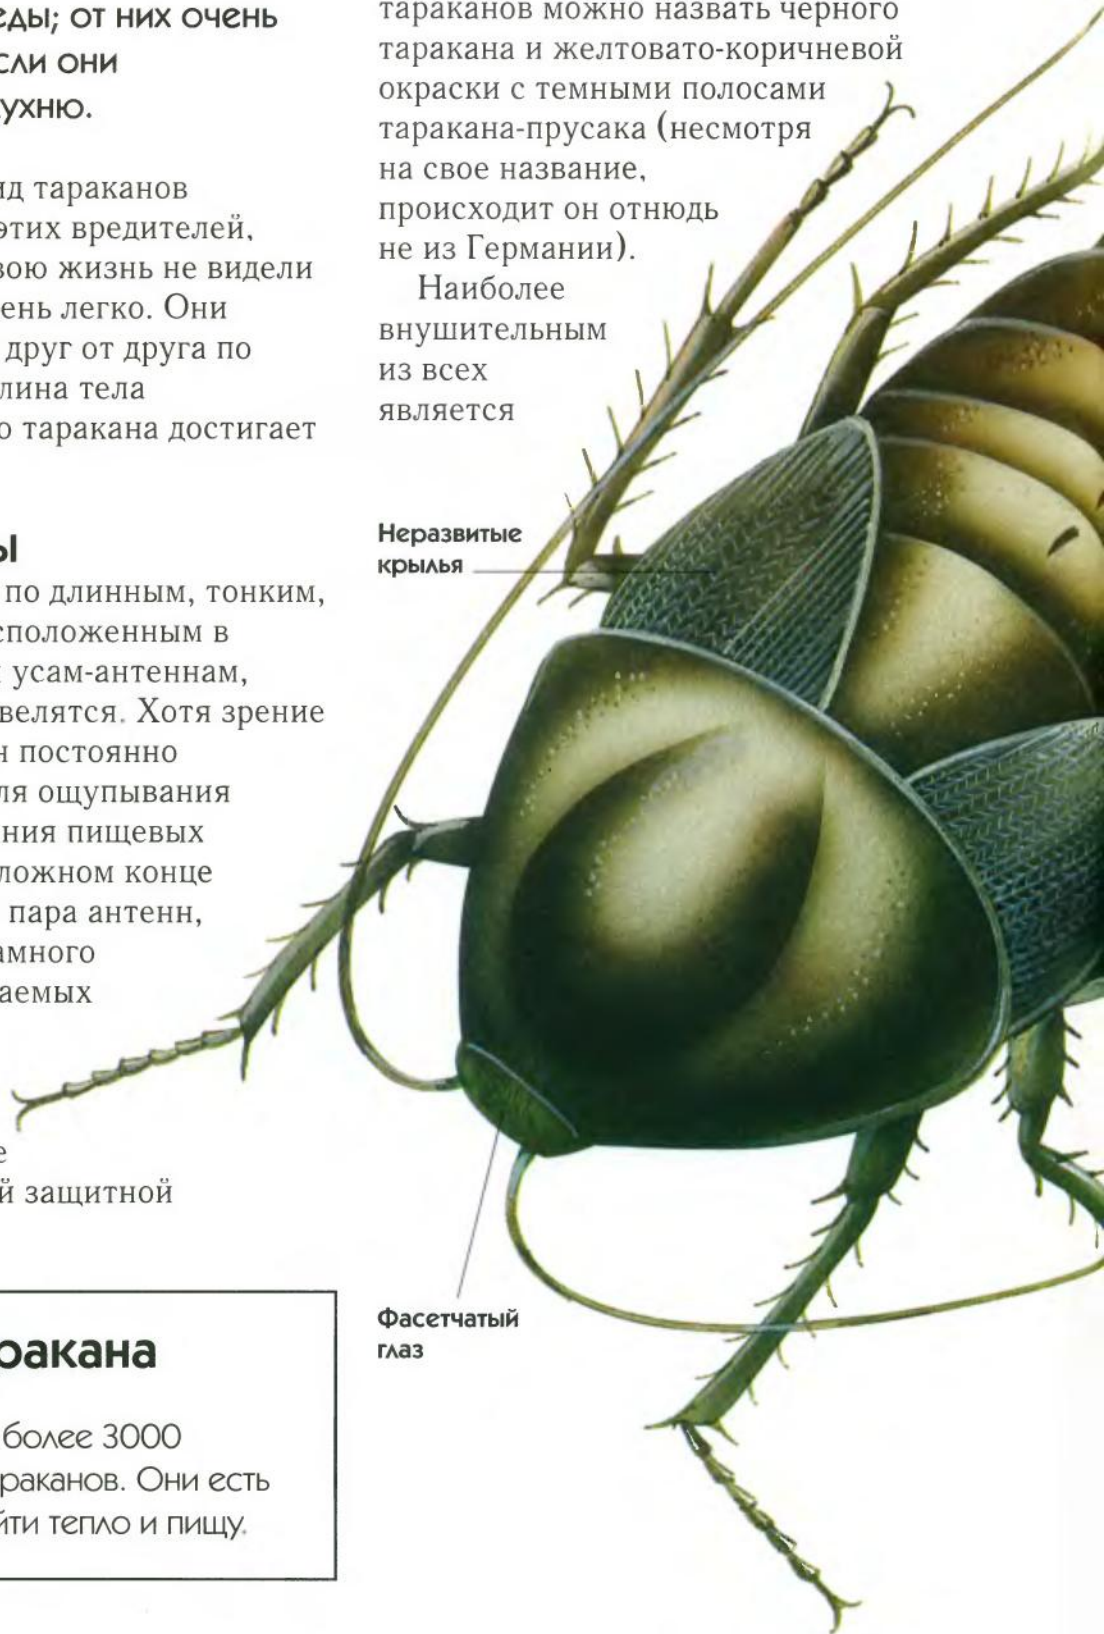 еды; от них очень
сли они
ухню.
ид тараканов
этих вредителей,
вою жизнь не видели
ень легко. Они
друг от друга по
лина тела
о таракана достигает
ы
по длинным, тонким,
сположенным в
усам-антеннам,
велятся. Хотя зрение
н постоянно
ля ощупывания
ния пищевых
ложном конце
пара антенн,
амного
аемых
е
й защитной
ракана
более 3000
раканов. Они есть
йти тепло и пищу.
тараканов можно назвать черного
таракана и желтовато-коричневой
окраски с темными полосами
таракана-прусака (несмотря
на свое название,
происходит он отнюдь
не из Германии).
Наиболее
внушительным
из всех
является
Неразвитые
крылья
Фасетчатый
глаз